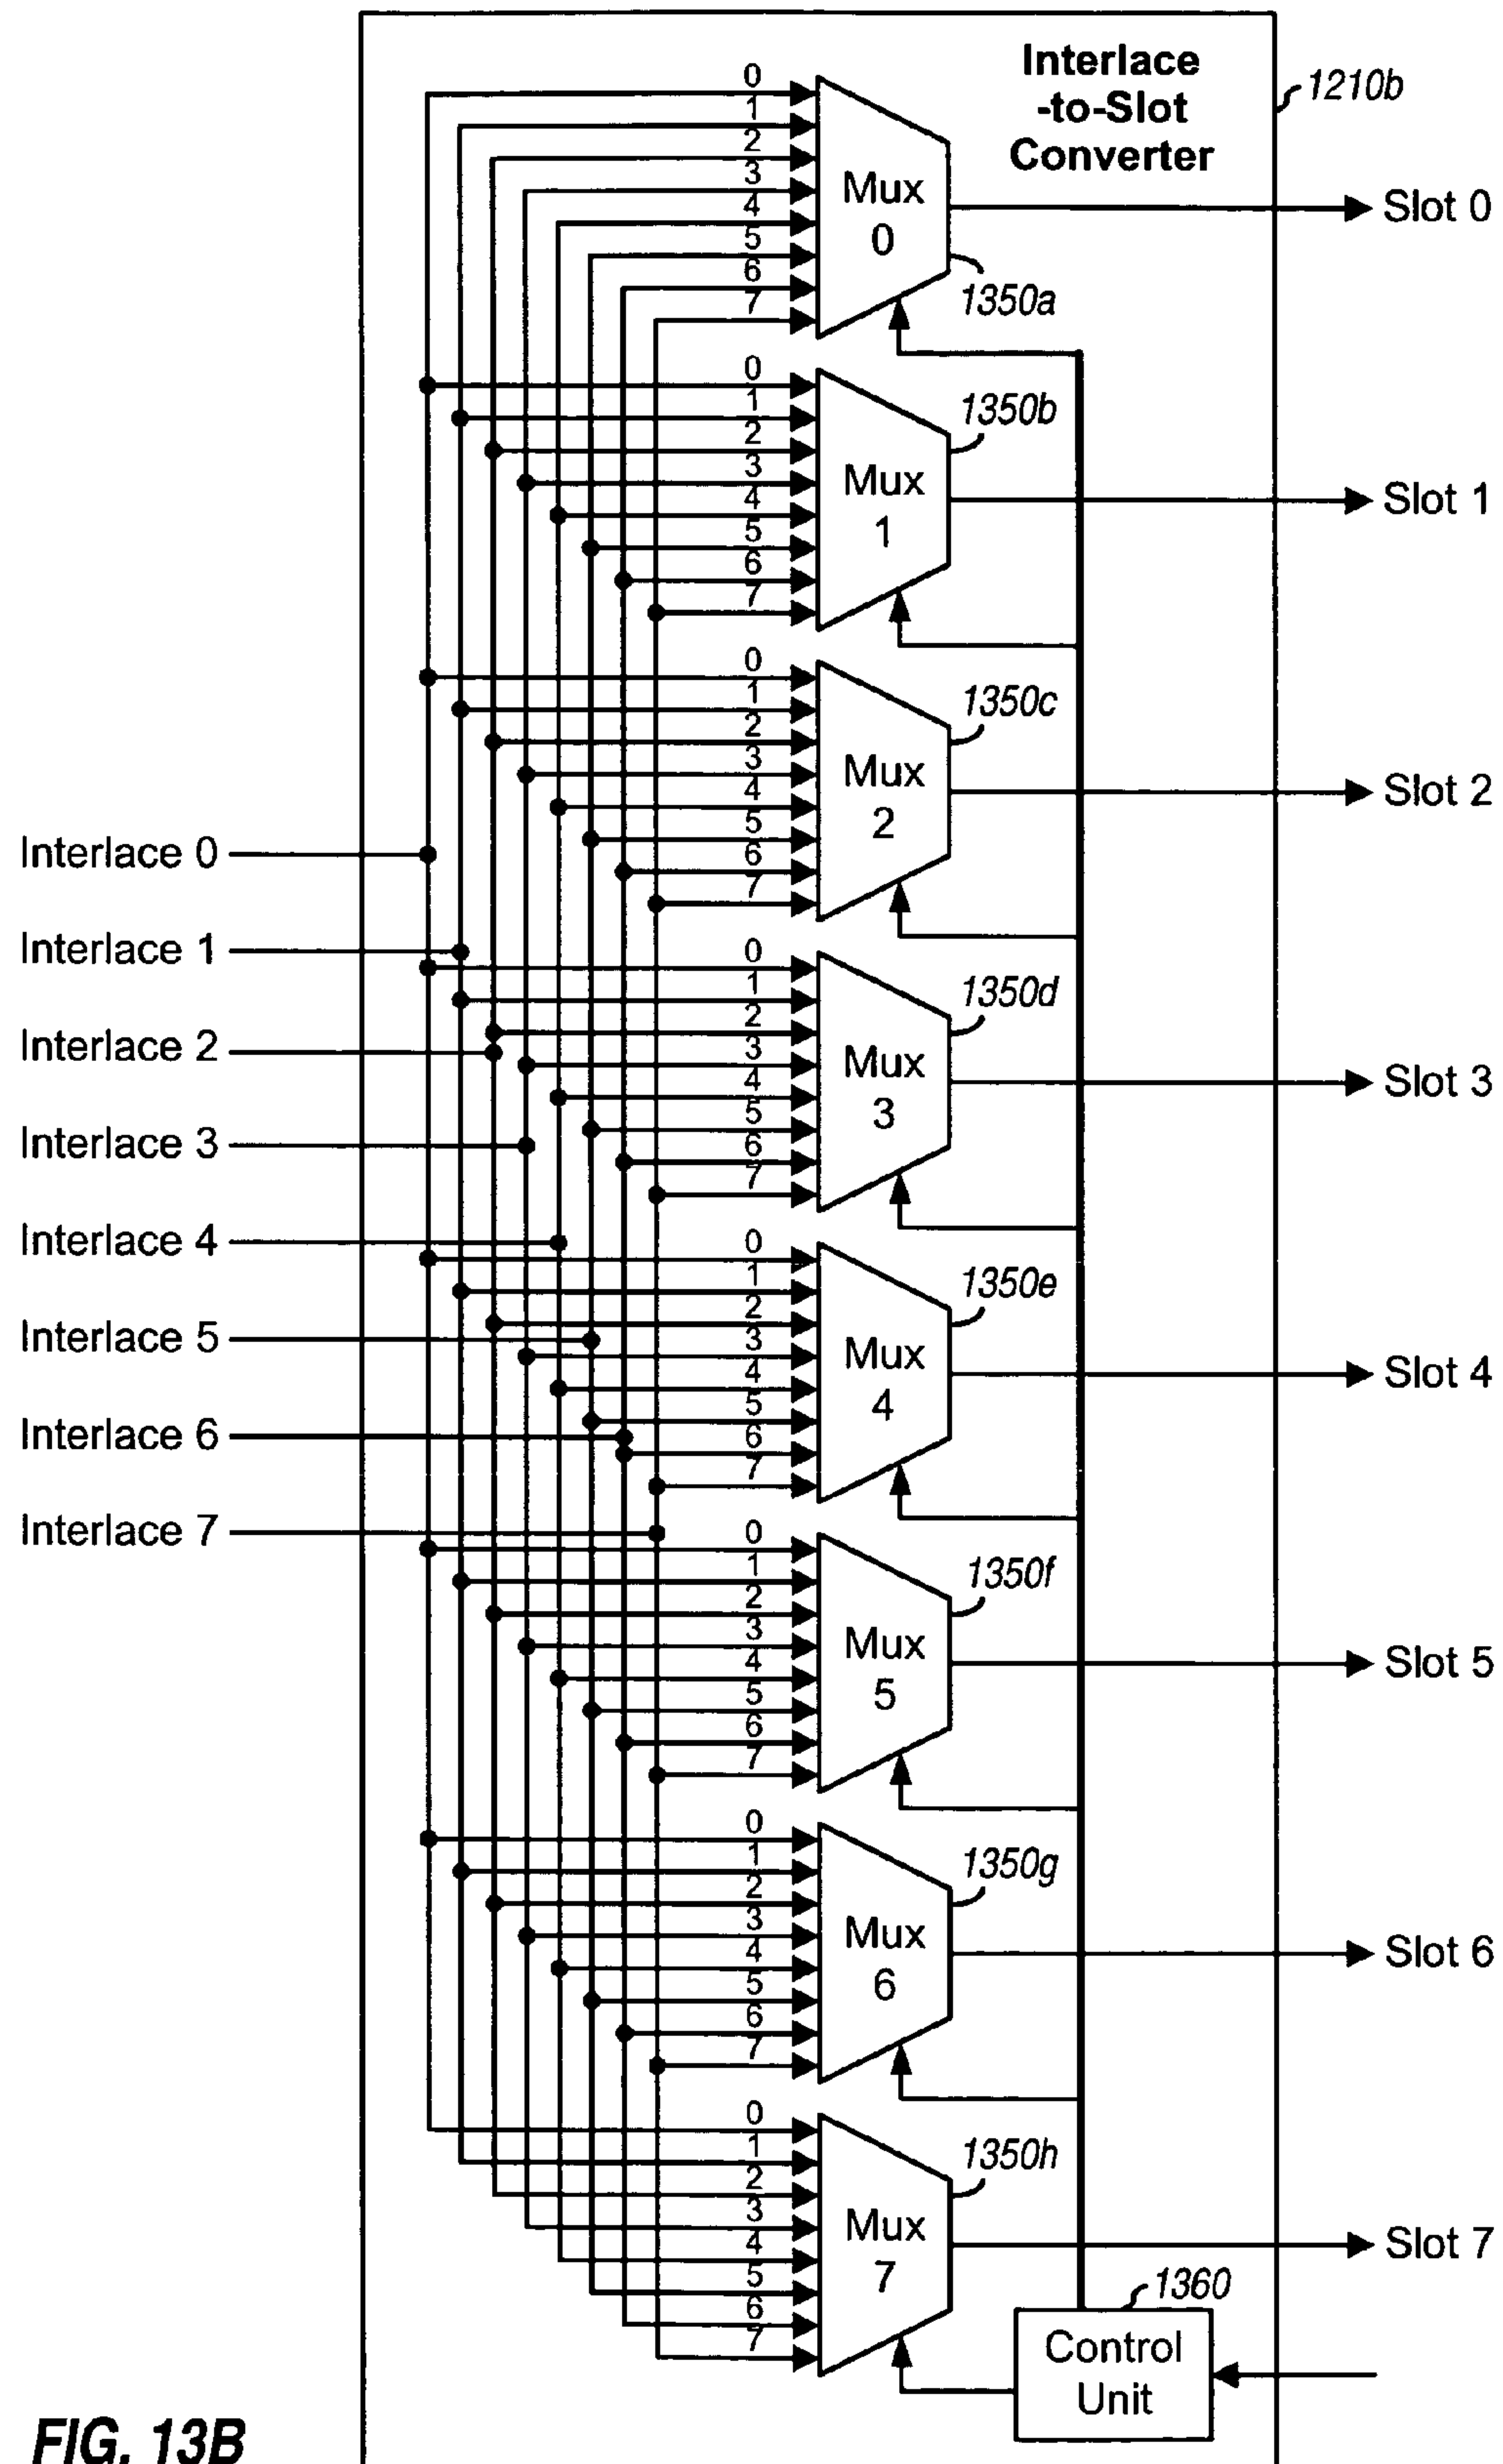 Interlace
-to-Slot
Converter
1210b
0
1
2
3
4
5
6
7
Mux
0
1350a
Slot 0
0
1
2
3
4
5
6
7
Mux
1
1350b
Slot 1
0
1
2
3
4
5
6
7
Mux
2
1350c
Slot 2
Interlace 0
Interlace 1
Interlace 2
Interlace 3
Interlace 4
Interlace 5
Interlace 6
Interlace 7
0
1
2
3
4
5
6
7
Mux
3
1350d
Slot 3
0
1
2
3
4
5
6
7
Mux
4
1350e
Slot 4
0
1
2
3
4
5
6
7
Mux
5
1350f
Slot 5
0
1
2
3
4
5
6
7
Mux
6
1350g
Slot 6
0
1
2
3
4
5
6
7
Mux
7
1350h
Slot 7
1360
Control
Unit
FIG. 13B